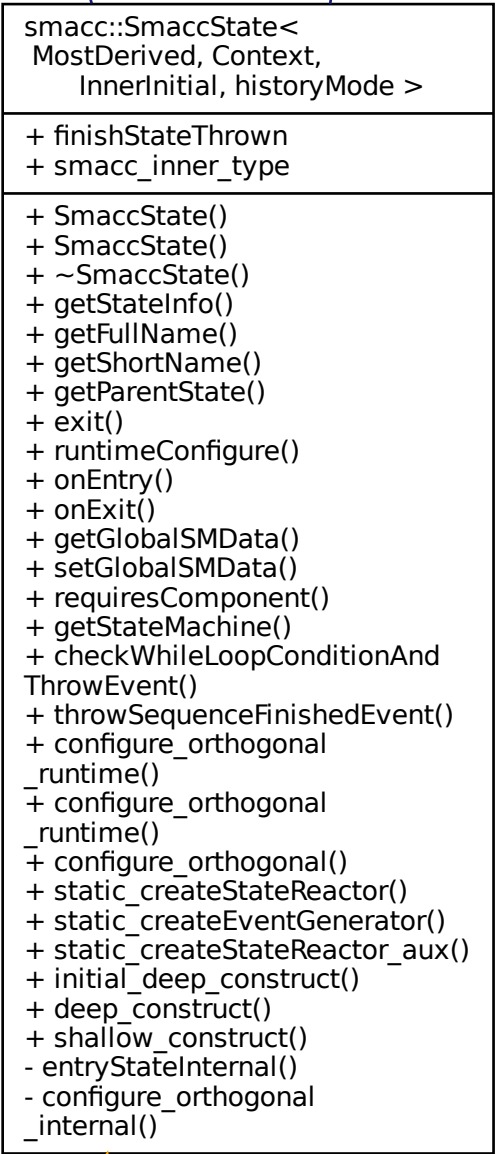 smacc::SmaccState<
MostDerived, Context,
InnerInitial, historyMode >
+ finishStateThrown
+ smacc_inner_type
+ SmaccState()
+ SmaccState()
+ ~SmaccState()
+ getStateInfo()
+ getFullName()
+ getShortName()
+ getParentState()
+ exit()
+ runtimeConfigure()
+ onEntry()
+ onExit()
+ getGlobalSMData()
+ setGlobalSMData()
+ requiresComponent()
+ getStateMachine()
+ checkWhileLoopConditionAnd
ThrowEvent()
+ throwSequenceFinishedEvent()
+ configure_orthogonal
_runtime()
+ configure_orthogonal
_runtime()
+ configure_orthogonal()
+ static_createStateReactor()
+ static_createEventGenerator()
+ static_createStateReactor_aux()
+ initial_deep_construct()
+ deep_construct()
+ shallow_construct()
- entryStateInternal()
- configure_orthogonal
_internal()